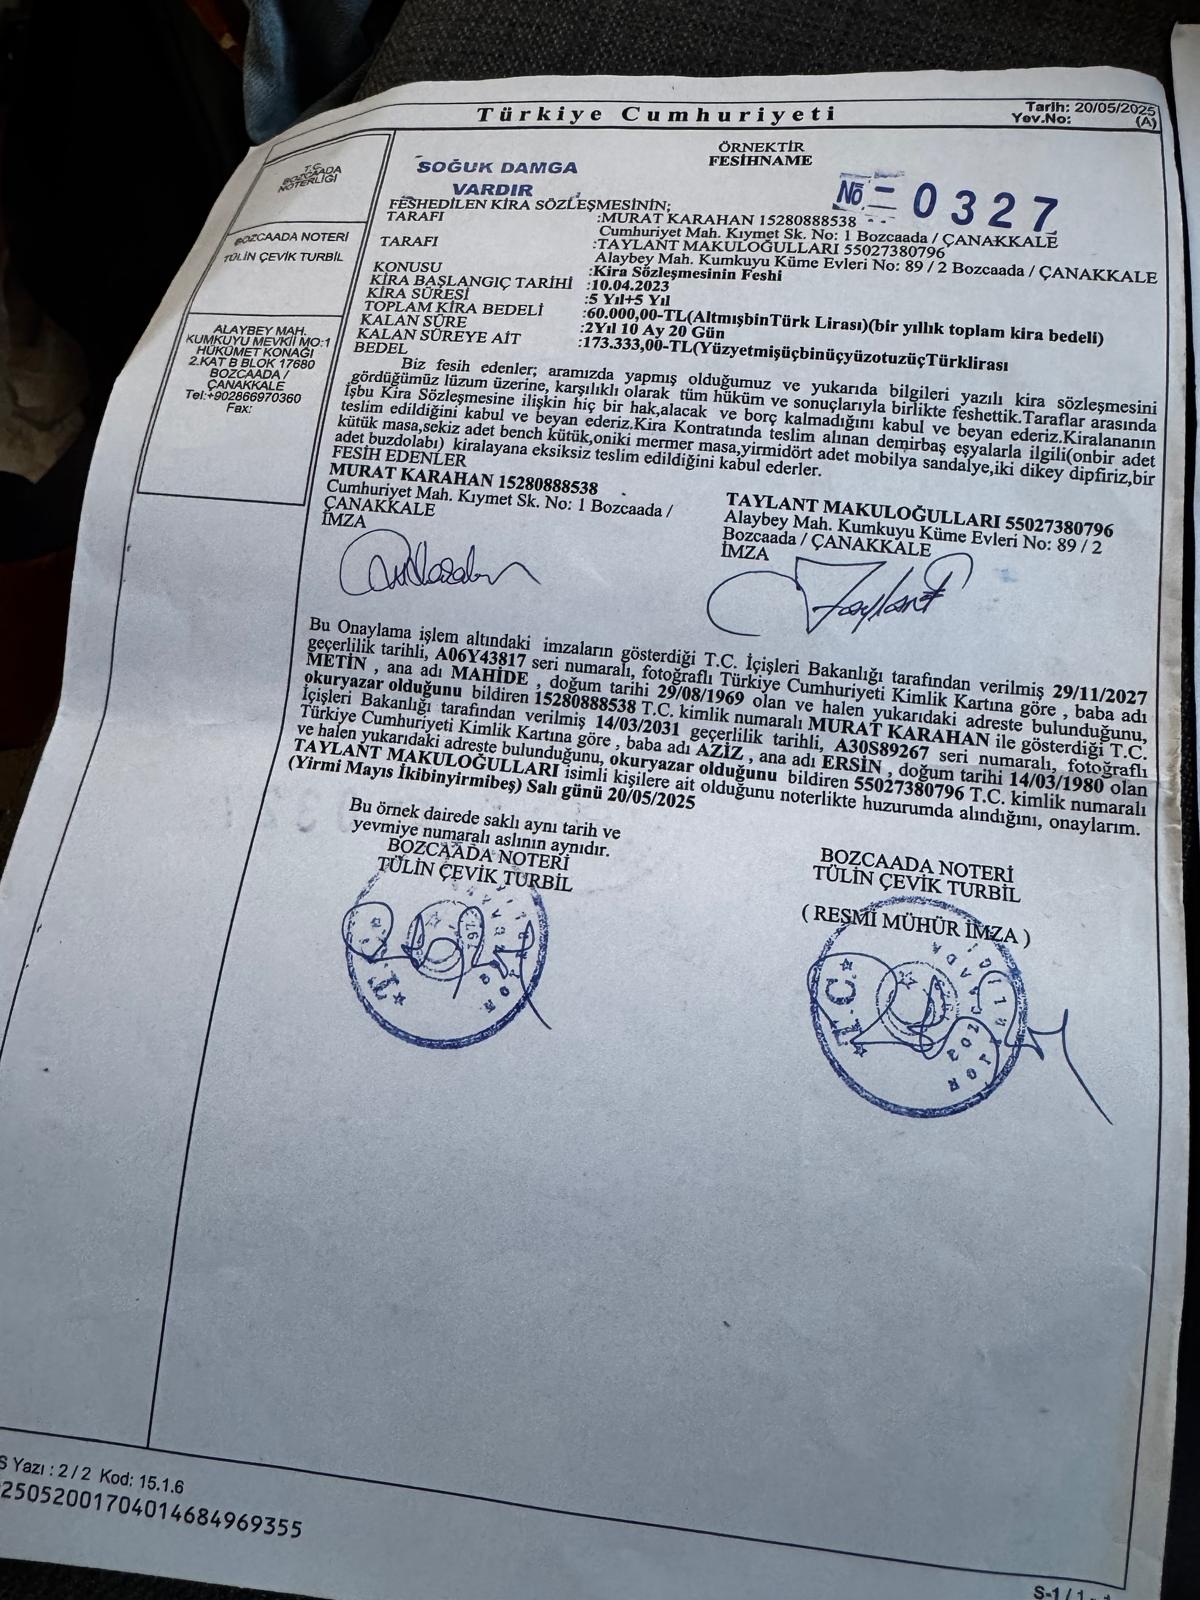 Türkiye Cumhuriyeti
Tarih: 20/05/2025
Yev.No: (A)
T.C.
BOZCAADA
NOTERLİĞİ
BOZCAADA NOTERİ
TÜLİN ÇEVİK TURBİL
ALAYBEY MAH.
KUMKUYU MEVKİİ MO:1
HÜKÜMET KONAĞI
2.KAT B BLOK 17680
BOZCAADA /
ÇANAKKALE
Tel:+902866970360
Fax:
ÖRNEKTİR
FESİHNAME
SOĞUK DAMGA
VARDIR
No = 0327
FESHEDİLEN KİRA SÖZLEŞMESİNİN;
TARAFI :MURAT KARAHAN 15280888538
Cumhuriyet Mah. Kıymet Sk. No: 1 Bozcaada / ÇANAKKALE
TARAFI :TAYLANT MAKULOĞULLARI 55027380796
Alaybey Mah. Kumkuyu Küme Evleri No: 89 / 2 Bozcaada / ÇANAKKALE
KONUSU :Kira Sözleşmesinin Feshi
KİRA BAŞLANGIÇ TARİHİ :10.04.2023
KİRA SÜRESİ :5 Yıl+5 Yıl
TOPLAM KİRA BEDELİ :60.000,00-TL(AltmışbinTürk Lirası)(bir yıllık toplam kira bedeli)
KALAN SÜRE :2Yıl 10 Ay 20 Gün
KALAN SÜREYE AİT :173.333,00-TL(YüzyetmişüçbinüçyüzotuzüçTürklirası
BEDEL
Biz fesih edenler; aramızda yapmış olduğumuz ve yukarıda bilgileri yazılı kira sözleşmesini
gördüğümüz lüzum üzerine, karşılıklı olarak tüm hüküm ve sonuçlarıyla birlikte feshettik.Taraflar arasında
İşbu Kira Sözleşmesine ilişkin hiç bir hak,alacak ve borç kalmadığını kabul ve beyan ederiz.Kiralananın
teslim edildiğini kabul ve beyan ederiz.Kira Kontratında teslim alınan demirbaş eşyalarla ilgili(onbir adet
kütük masa,sekiz adet bench kütük,oniki mermer masa,yirmidört adet mobilya sandalye,iki dikey dipfiriz,bir
adet buzdolabı) kiralayana eksiksiz teslim edildiğini kabul ederler.
FESİH EDENLER
MURAT KARAHAN 15280888538
Cumhuriyet Mah. Kıymet Sk. No: 1 Bozcaada /
ÇANAKKALE
İMZA
TAYLANT MAKULOĞULLARI 55027380796
Alaybey Mah. Kumkuyu Küme Evleri No: 89 / 2
Bozcaada / ÇANAKKALE
İMZA
Taylant
Bu Onaylama işlem altındaki imzaların gösterdiği T.C. İçişleri Bakanlığı tarafından verilmiş 29/11/2027
geçerlilik tarihli, A06Y43817 seri numaralı, fotoğraflı Türkiye Cumhuriyeti Kimlik Kartına göre , baba adı
METİN , ana adı MAHİDE , doğum tarihi 29/08/1969 olan ve halen yukarıdaki adreste bulunduğunu,
okuryazar olduğunu bildiren 15280888538 T.C. kimlik numaralı MURAT KARAHAN ile gösterdiği T.C.
İçişleri Bakanlığı tarafından verilmiş 14/03/2031 geçerlilik tarihli, A30S89267 seri numaralı, fotoğraflı
Türkiye Cumhuriyeti Kimlik Kartına göre , baba adı AZİZ , ana adı ERSİN , doğum tarihi 14/03/1980 olan
ve halen yukarıdaki adreste bulunduğunu, okuryazar olduğunu bildiren 55027380796 T.C. kimlik numaralı
TAYLANT MAKULOĞULLARI isimli kişilere ait olduğunu noterlikte huzurumda alındığını, onaylarım.
(Yirmi Mayıs İkibinyirmibeş) Salı günü 20/05/2025
Bu örnek dairede saklı aynı tarih ve
yevmiye numaralı aslının aynıdır.
BOZCAADA NOTERİ
TÜLİN ÇEVİK TURBİL
BOZCAADA NOTERİ
TÜLİN ÇEVİK TURBİL
( RESMİ MÜHÜR İMZA )
T.C.
BOZCAADA
S Yazı : 2 / 2 Kod: 15.1.6
2505200170401468496​9355
S-1 / 1